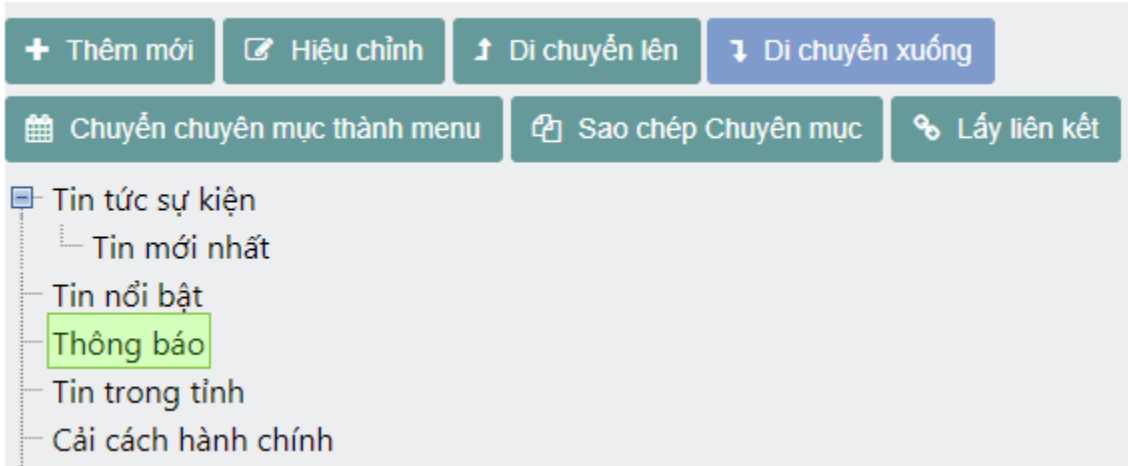 Thêm mới Hiệu chỉnh Di chuyển lên Di chuyển xuống
Chuyển chuyên mục thành menu Sao chép Chuyên mục Lấy liên kết
Tin tức sự kiện
Tin mới nhất
Tin nổi bật
Thông báo
Tin trong tỉnh
Cải cách hành chính